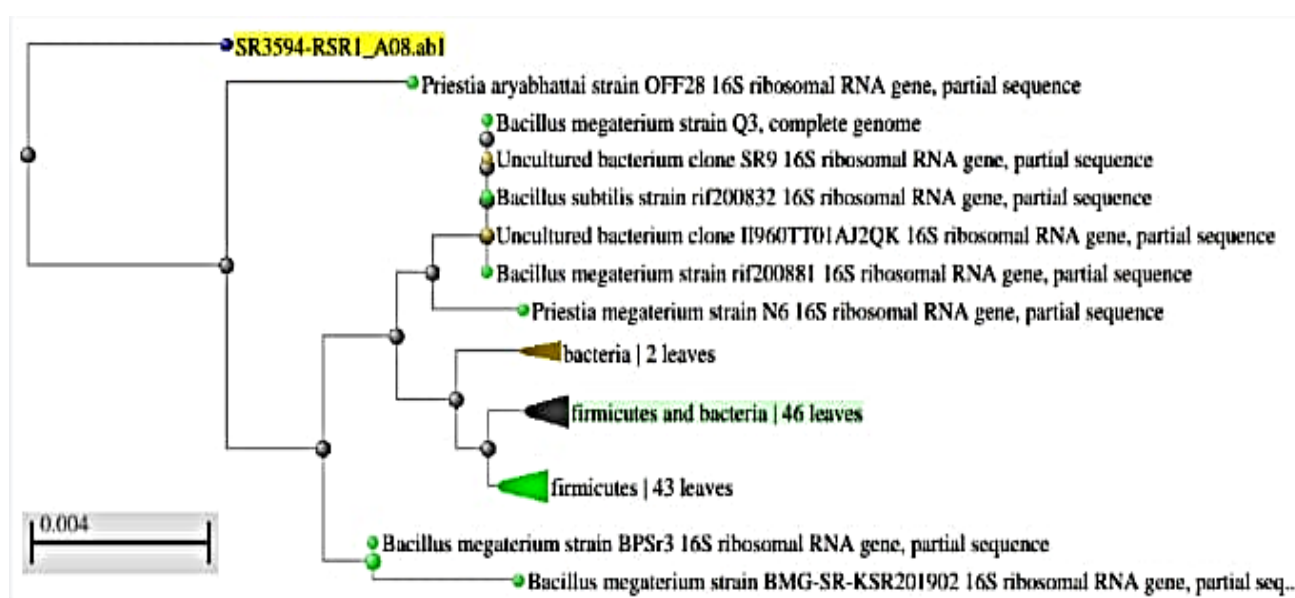 SR3594-RSR1_A08.ab1
Priestia aryabhattai strain OFF28 16S ribosomal RNA gene, partial sequence
Bacillus megaterium strain Q3, complete genome
Uncultured bacterium clone SR9 16S ribosomal RNA gene, partial sequence
Bacillus subtilis strain rif200832 16S ribosomal RNA gene, partial sequence
Uncultured bacterium clone II960TT01AJ2QK 16S ribosomal RNA gene, partial sequence
Bacillus megaterium strain rif200881 16S ribosomal RNA gene, partial sequence
Priestia megaterium strain N6 16S ribosomal RNA gene, partial sequence
bacteria | 2 leaves
firmicutes and bacteria | 46 leaves
firmicutes | 43 leaves
0.004
Bacillus megaterium strain BPSr3 16S ribosomal RNA gene, partial sequence
Bacillus megaterium strain BMG-SR-KSR201902 16S ribosomal RNA gene, partial seq...